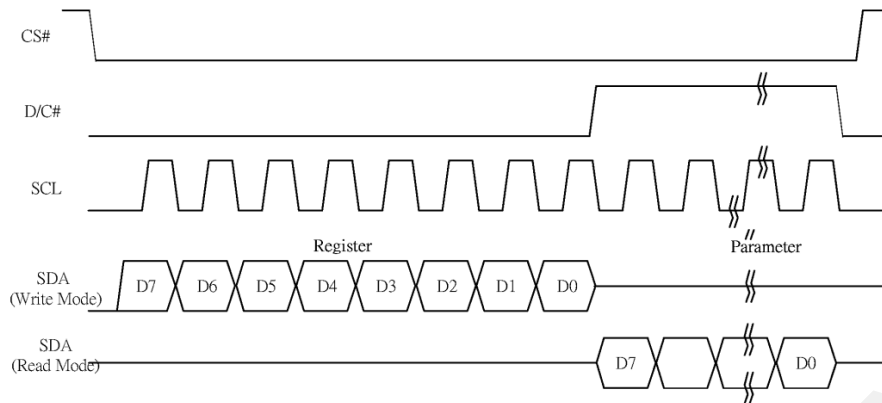 CS#
D/C#
SCL
Register
Parameter
SDA
(Write Mode)
D7 D6 D5 D4 D3 D2 D1 D0
SDA
(Read Mode)
D7 D0